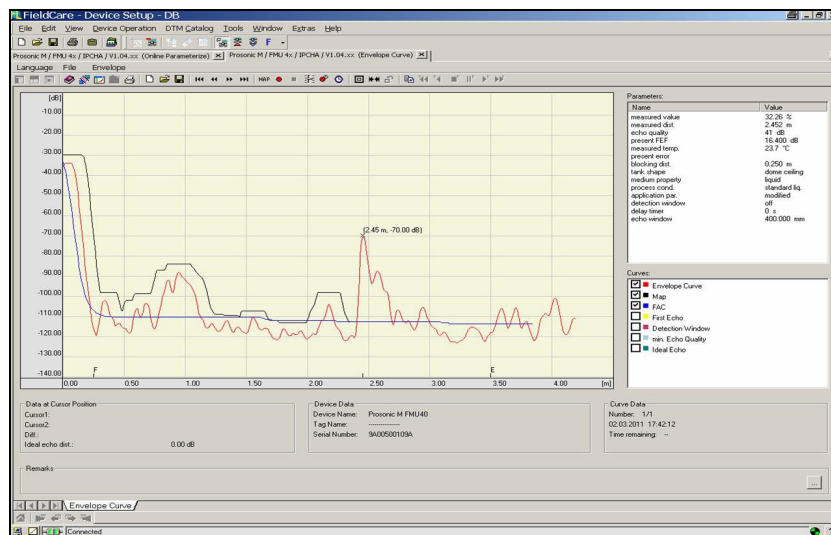 FieldCare - Device Setup - DB
File Edit View Device Operation DTM Catalog Tools Window Extras Help
Prosonic M / FMU 4x / IPCHA / V1.04.xx (Online Parameterize) Prosonic M / FMU 4x / IPCHA / V1.04.xx (Envelope Curve)
Language File Envelope
MAP
[dB]
-10.00
-20.00
-30.00
-40.00
-50.00
-60.00
-70.00
-80.00
-90.00
-100.00
-110.00
-120.00
-130.00
-140.00
(2.45 m, -70.00 dB)
F E
0.00 0.50 1.00 1.50 2.00 2.50 3.00 3.50 4.00 [m]
Parameters:
Name Value
measured value 32.26 %
measured dist. 2.452 m
echo quality 41 dB
present FEF 16.400 dB
measured temp. 23.7 °C
present error
blocking dist. 0.250 m
tank shape dome ceiling
medium property liquid
process cond. standard liq.
application par. modified
detection window off
delay timer 0 s
echo window 400.000 mm
Curves:
Envelope Curve
Map
FAC
First Echo
Detection Window
min. Echo Quality
Ideal Echo
Data at Cursor Position
Cursor1:
Cursor2:
Diff.:
Ideal echo dist.: 0.00 dB
Device Data
Device Name: Prosonic M FMU40
Tag Name: --------------
Serial Number: 9A00500109A
Curve Data
Number: 1/1
02.03.2011 17:42:12
Time remaining: --
Remarks
...
Envelope Curve
Connected